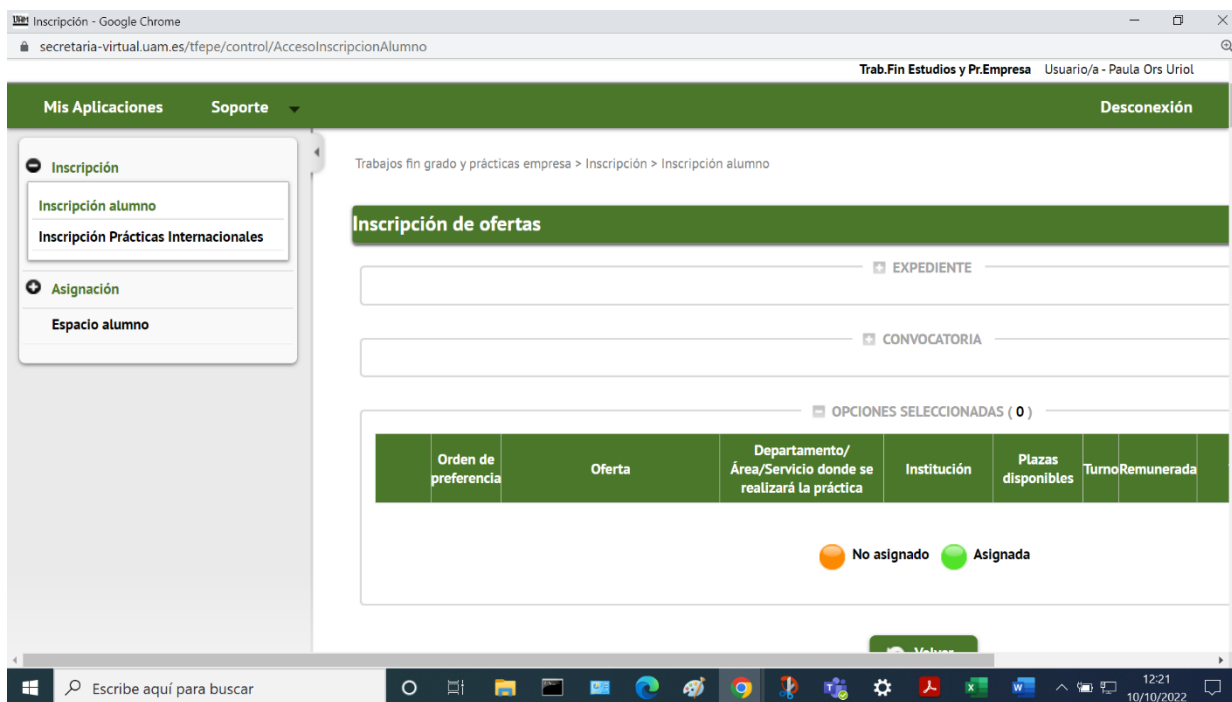 UAM Inscripción - Google Chrome
secretaria-virtual.uam.es/tfepe/control/AccesoInscripcionAlumno
Trab.Fin Estudios y Pr.Empresa Usuario/a - Paula Ors Uriol
Mis Aplicaciones Soporte Desconexión
Inscripción
Inscripción alumno
Inscripción Prácticas Internacionales
Asignación
Espacio alumno
Trabajos fin grado y prácticas empresa > Inscripción > Inscripción alumno
Inscripción de ofertas
EXPEDIENTE
CONVOCATORIA
OPCIONES SELECCIONADAS ( 0 )
Orden de
preferencia
Oferta
Departamento/
Área/Servicio donde se
realizará la práctica
Institución
Plazas
disponibles
Turno
Remunerada
No asignado Asignada
Volver
Escribe aquí para buscar
12:21
10/10/2022